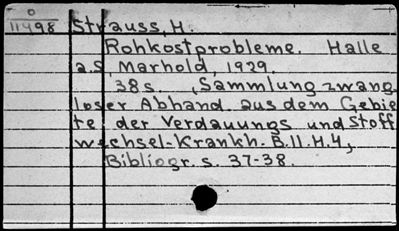 11498 Strauss, H.
Rohkostprobleme. Halle
a.S, Marhold, 1929.
38s. , Sammlung zwang
loser Abhand. aus dem Gebie
te der Verdauungs und Stoff
wechsel-Krankh. B.11.H.4,
Bibliogr. s. 37-38.